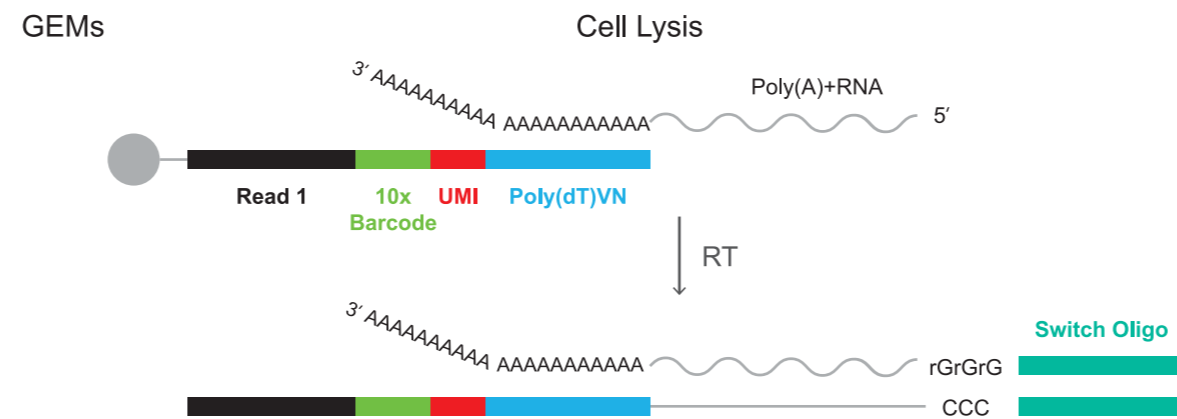 GEMs
Cell Lysis
3′ AAAAAAAAAA AAAAAAAAAAA
Poly(A)+RNA
5′
Read 1
10x
Barcode
UMI
Poly(dT)VN
RT
3′ AAAAAAAAAA AAAAAAAAAAA
rGrGrG
Switch Oligo
CCC